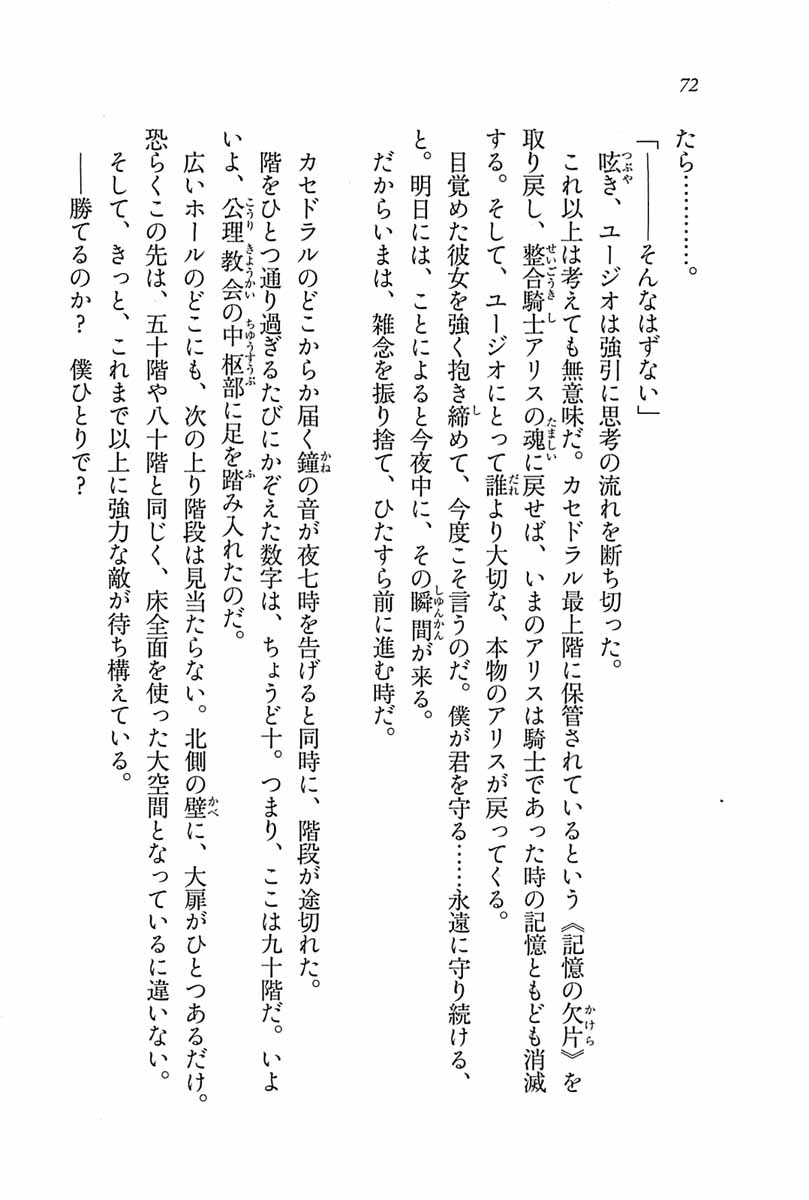 72
たら…………。
「――そんなはずない」
呟き、ユージオは強引に思考の流れを断ち切った。
これ以上は考えても無意味だ。カセドラル最上階に保管されているという《記憶の欠片》を
取り戻し、整合騎士アリスの魂に戻せば、いまのアリスは騎士であった時の記憶ともども消滅
する。そして、ユージオにとって誰より大切な、本物のアリスが戻ってくる。
目覚めた彼女を強く抱き締めて、今度こそ言うのだ。僕が君を守る……永遠に守り続ける、
と。明日には、ことによると今夜中に、その瞬間が来る。
だからいまは、雑念を振り捨て、ひたすら前に進む時だ。
カセドラルのどこからか届く鐘の音が夜七時を告げると同時に、階段が途切れた。
階をひとつ通り過ぎるたびにかぞえた数字は、ちょうど十。つまり、ここは九十階だ。いよ
いよ、公理教会の中枢部に足を踏み入れたのだ。
広いホールのどこにも、次の上り階段は見当たらない。北側の壁に、大扉がひとつあるだけ。
恐らくこの先は、五十階や八十階と同じく、床全面を使った大空間となっているに違いない。
そして、きっと、これまで以上に強力な敵が待ち構えている。
――勝てるのか？　僕ひとりで？